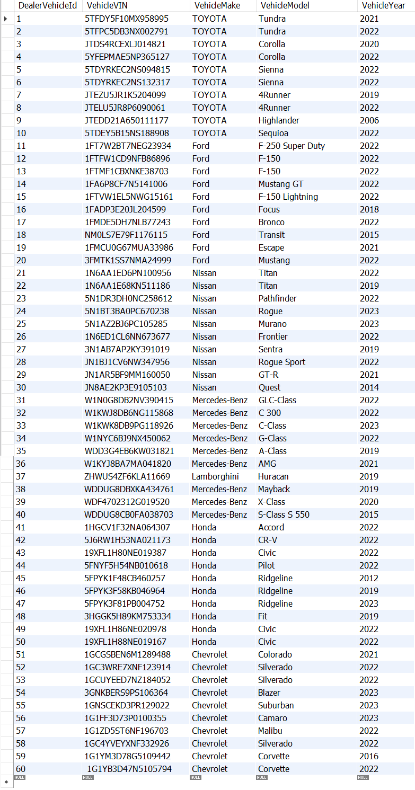 DealerVehicleId VehicleVIN VehicleMake VehicleModel VehicleYear
1 5TFDY5F10MX958995 TOYOTA Tundra 2021
2 5TFPC5DB3NX002791 TOYOTA Tundra 2022
3 JTDS4RCEXLJ014821 TOYOTA Corolla 2020
4 5YFEPMAE5NP365127 TOYOTA Corolla 2022
5 5TDYRKEC2NS094815 TOYOTA Sienna 2022
6 5TDYRKEC2NS132317 TOYOTA Sienna 2022
7 JTEZU5JR1K5204099 TOYOTA 4Runner 2019
8 JTELU5JR8P6090061 TOYOTA 4Runner 2022
9 JTEDD21A650111177 TOYOTA Highlander 2006
10 5TDEY5B15NS188908 TOYOTA Sequioa 2022
11 1FT7W2BT7NEG23934 Ford F 250 Super Duty 2022
12 1FTFW1CD9NFB86896 Ford F-150 2022
13 1FTMF1CBXNKE38703 Ford F-150 2022
14 1FA6P8CF7N5141006 Ford Mustang GT 2022
15 1FTVW1EL5NWG15161 Ford F-150 Lightning 2022
16 1FADP3E20JL204599 Ford Focus 2018
17 1FMDE5DH7NLB77243 Ford Bronco 2022
18 NM0LS7E79F1176115 Ford Transit 2015
19 1FMCU0G67MUA33986 Ford Escape 2021
20 3FMTK1SS7NMA24999 Ford Mustang 2022
21 1N6AA1ED6PN100956 Nissan Titan 2022
22 1N6AA1E68KN511186 Nissan Titan 2019
23 5N1DR3DH0NC258612 Nissan Pathfinder 2022
24 5N1BT3BA0PC670238 Nissan Rogue 2023
25 5N1AZ2BJ6PC105285 Nissan Murano 2023
26 1N6ED1CL6NN673677 Nissan Frontier 2022
27 3N1AB7AP2KY391019 Nissan Sentra 2019
28 JN1BJ1CV6NW347956 Nissan Rogue Sport 2022
29 JN1AR5BF9MM160050 Nissan GT-R 2021
30 JN8AE2KP3E9105103 Nissan Quest 2014
31 W1N0G8DB2NV390415 Mercedes-Benz GLC-Class 2022
32 W1KWJ8DB6NG115868 Mercedes-Benz C 300 2022
33 W1KWK8DB9PG118926 Mercedes-Benz C-Class 2023
34 W1NYC6BJ9NX450062 Mercedes-Benz G-Class 2022
35 WDD3G4EB6KW031821 Mercedes-Benz A-Class 2019
36 W1KYJ8BA7MA041820 Mercedes-Benz AMG 2021
37 ZHWUS4ZF6KLA11669 Lamborghini Huracan 2019
38 WDDUG8DBXKA434761 Mercedes-Benz Mayback 2019
39 WDF4702312G019520 Mercedes-Benz X Class 2020
40 WDDUG8CB0FA038703 Mercedes-Benz S-Class S 550 2015
41 1HGCV1F32NA064307 Honda Accord 2022
42 5J6RW1H53NA021173 Honda CR-V 2022
43 19XFL1H80NE019387 Honda Civic 2022
44 5FNYF5H54NB010618 Honda Pilot 2022
45 5FPYK1F48CB460257 Honda Ridgeline 2012
46 5FPYK3F58KB046964 Honda Ridgeline 2019
47 5FPYK3F81PB004752 Honda Ridgeline 2023
48 3HGGK5H89KM753334 Honda Fit 2019
49 19XFL1H86NE020978 Honda Civic 2022
50 19XFL1H88NE019167 Honda Civic 2022
51 1GCGSBEN6M1289488 Chevrolet Colorado 2021
52 1GC3WRE7XNF123914 Chevrolet Silverado 2022
53 1GCUYEED7NZ184052 Chevrolet Silverado 2022
54 3GNKBERS9PS106364 Chevrolet Blazer 2023
55 1GNSCEKD3PR129022 Chevrolet Suburban 2023
56 1G1FF3D73P0100355 Chevrolet Camaro 2023
57 1G1ZD5ST6NF196703 Chevrolet Malibu 2022
58 1GC4YVEYXNF332926 Chevrolet Silverado 2022
59 1G1YM3D78G5109442 Chevrolet Corvette 2016
60 1G1YB3D47N5105794 Chevrolet Corvette 2022
NULL NULL NULL NULL NULL